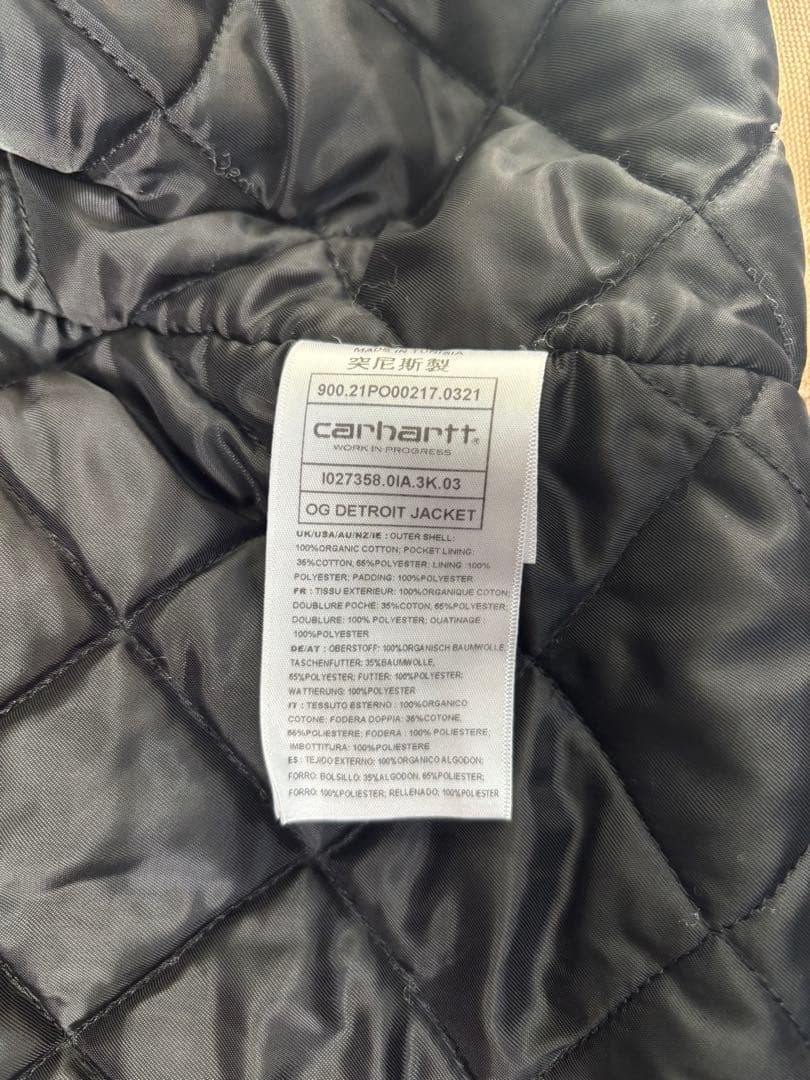 MADE IN TUNISIA
突尼斯製
900.21PO00217.0321
carhartt®
WORK IN PROGRESS
I027358.0IA.3K.03
OG DETROIT JACKET
UK/USA/AU/NZ/IE : OUTER SHELL:
100%ORGANIC COTTON; POCKET LINING:
35%COTTON, 65%POLYESTER; LINING :100%
POLYESTER; PADDING: 100%POLYESTER
FR : TISSU EXTERIEUR: 100%ORGANIQUE COTON;
DOUBLURE POCHE: 35%COTON, 65%POLYESTER;
DOUBLURE: 100% POLYESTER; OUATINAGE :
100%POLYESTER
DE/AT : OBERSTOFF: 100%ORGANISCH BAUMWOLLE;
TASCHENFUTTER: 35%BAUMWOLLE,
65%POLYESTER; FUTTER: 100%POLYESTER;
WATTIERUNG: 100%POLYESTER
IT : TESSUTO ESTERNO : 100%ORGANICO
COTONE; FODERA DOPPIA: 35%COTONE,
65%POLIESTERE; FODERA : 100% POLIESTERE;
IMBOTTITURA: 100%POLIESTERE
ES : TEJIDO EXTERNO: 100%ORGANICO ALGODON;
FORRO: BOLSILLO: 35%ALGODON, 65%POLIESTER;
FORRO: 100%POLIESTER; RELLENADO: 100%POLIESTER